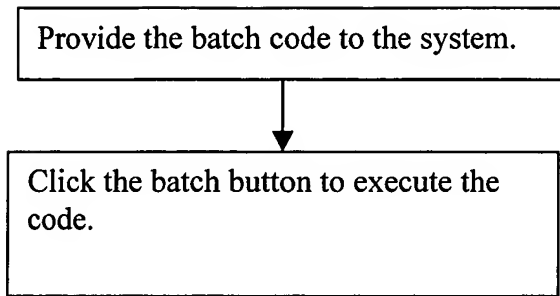 Provide the batch code to the system.
Click the batch button to execute the
code.